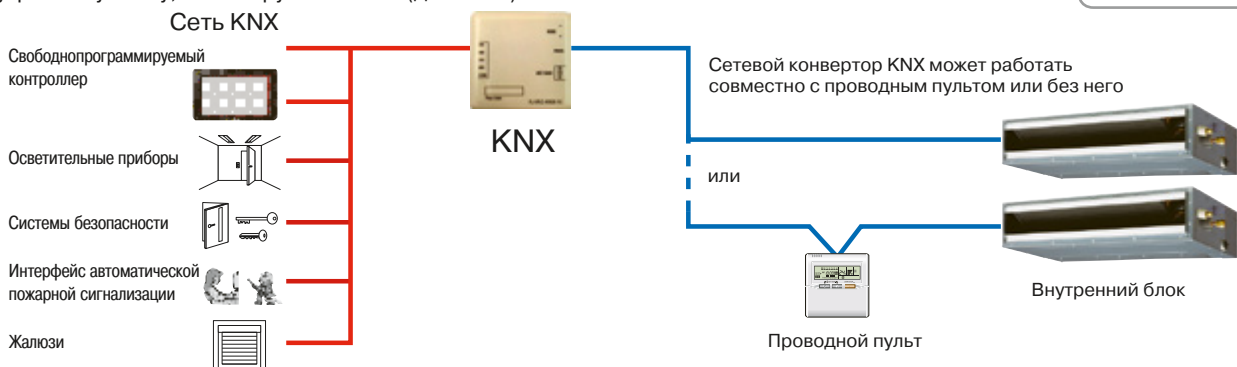 Сеть KNX
Свободнопрограммируемый
контроллер
Осветительные приборы
Системы безопасности
Интерфейс автоматической
пожарной сигнализации
Жалюзи
KNX
Сетевой конвертор KNX может работать
совместно с проводным пультом или без него
или
Проводной пульт
Внутренний блок